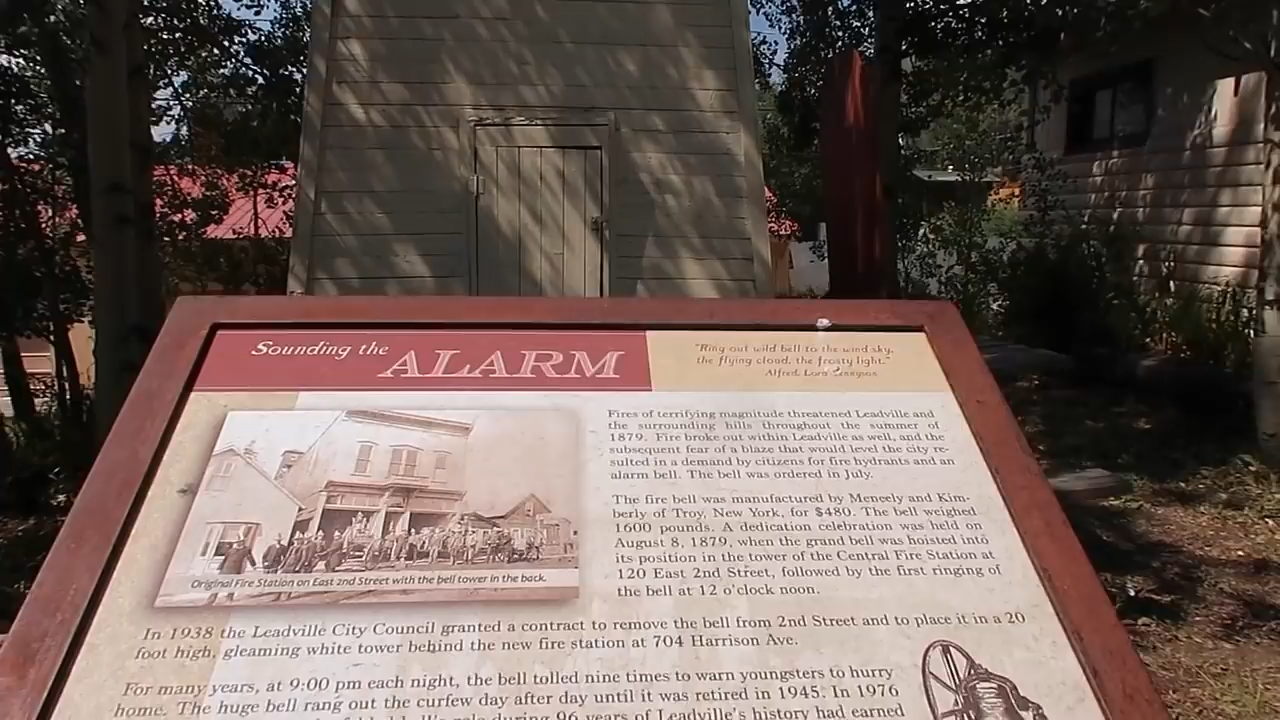 Sounding the ALARM
"Ring out wild bell to the wind sky,
the flying cloud, the frosty light."
Alfred, Lord Tennyson
Original Fire Station on East 2nd Street with the bell tower in the back.
Fires of terrifying magnitude threatened Leadville and
the surrounding hills throughout the summer of
1879. Fire broke out within Leadville as well, and the
subsequent fear of a blaze that would level the city re-
sulted in a demand by citizens for fire hydrants and an
alarm bell. The bell was ordered in July.
The fire bell was manufactured by Meneely and Kim-
berly of Troy, New York, for $480. The bell weighed
1600 pounds. A dedication celebration was held on
August 8, 1879, when the grand bell was hoisted into
its position in the tower of the Central Fire Station at
120 East 2nd Street, followed by the first ringing of
the bell at 12 o'clock noon.
In 1938 the Leadville City Council granted a contract to remove the bell from 2nd Street and to place it in a 20
foot high, gleaming white tower behind the new fire station at 704 Harrison Ave.
For many years, at 9:00 pm each night, the bell tolled nine times to warn youngsters to hurry
home. The huge bell rang out the curfew day after day until it was retired in 1945. In 1976
role during 96 years of Leadville's history had earned